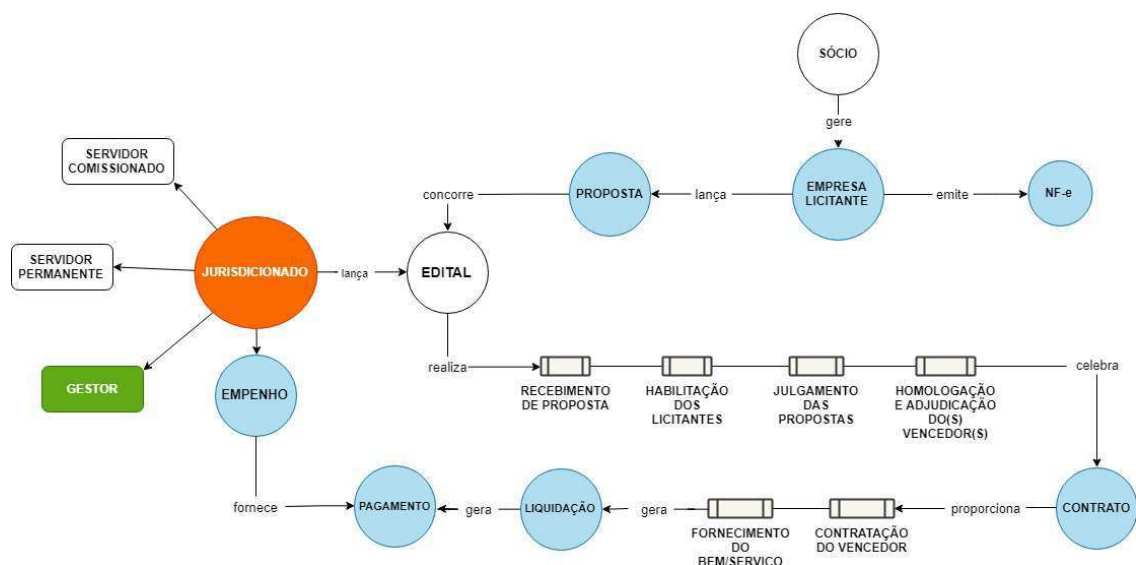 SÓCIO
gere
SERVIDOR
COMISSIONADO
concorre
PROPOSTA
lança
EMPRESA
LICITANTE
emite
NF-e
SERVIDOR
PERMANENTE
JURISDICIONADO
lança
EDITAL
GESTOR
EMPENHO
realiza
RECEBIMENTO
DE PROPOSTA
HABILITAÇÃO
DOS
LICITANTES
JULGAMENTO
DAS
PROPOSTAS
HOMOLOGAÇÃO
E ADJUDICAÇÃO
DO(S)
VENCEDOR(S)
celebra
fornece
PAGAMENTO
gera
LIQUIDAÇÃO
gera
FORNECIMENTO
DO
BEM/SERVIÇO
CONTRATAÇÃO
DO VENCEDOR
proporciona
CONTRATO